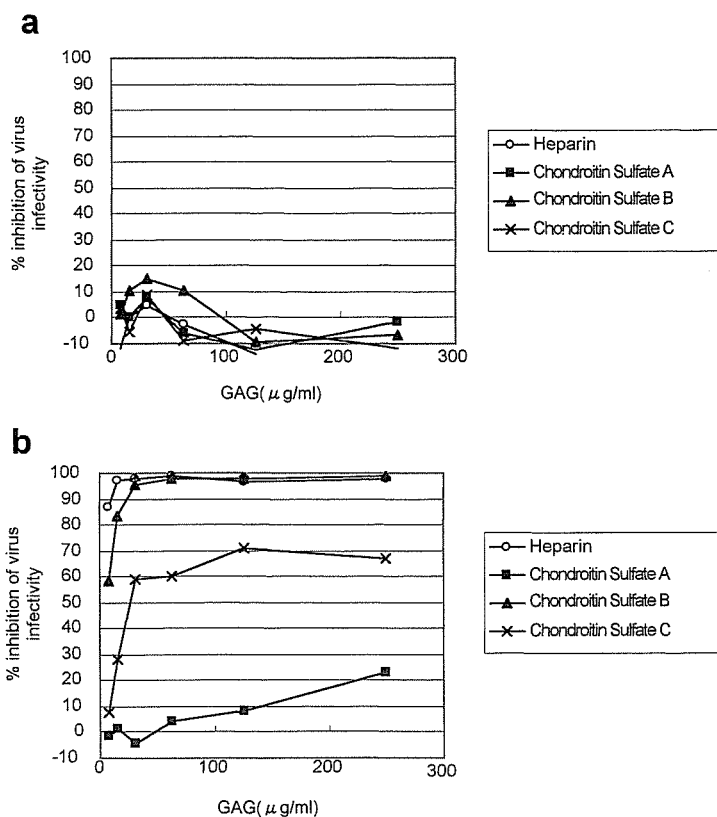 a
% inhibition of virus
infectivity
100
90
80
70
60
50
40
30
20
10
0
-10
0
100
200
300
GAG( μ g/ml)
Heparin
Chondroitin Sulfate A
Chondroitin Sulfate B
Chondroitin Sulfate C
b
% inhibition of virus
infectivity
100
90
80
70
60
50
40
30
20
10
0
-10
0
100
200
300
GAG( μ g/ml)
Heparin
Chondroitin Sulfate A
Chondroitin Sulfate B
Chondroitin Sulfate C